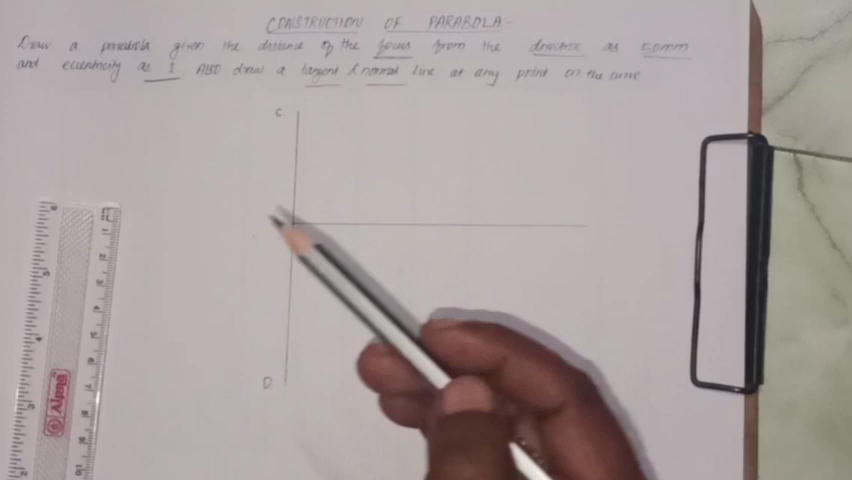 CONSTRUCTION OF PARABOLA-
Draw a parabola given the distance of the focus from the directrix as 50mm
and eccentricity as 1 Also draw a tangent & normal line at any point on the curve
C
D
Alpha